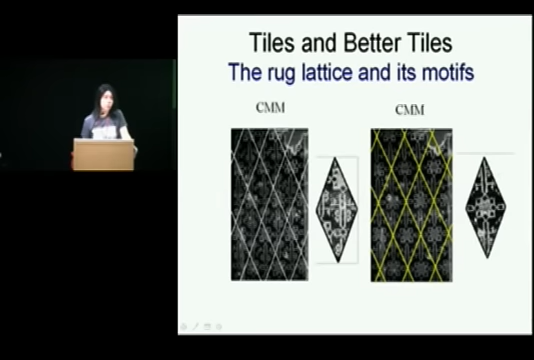 Tiles and Better Tiles
The rug lattice and its motifs
CMM
CMM